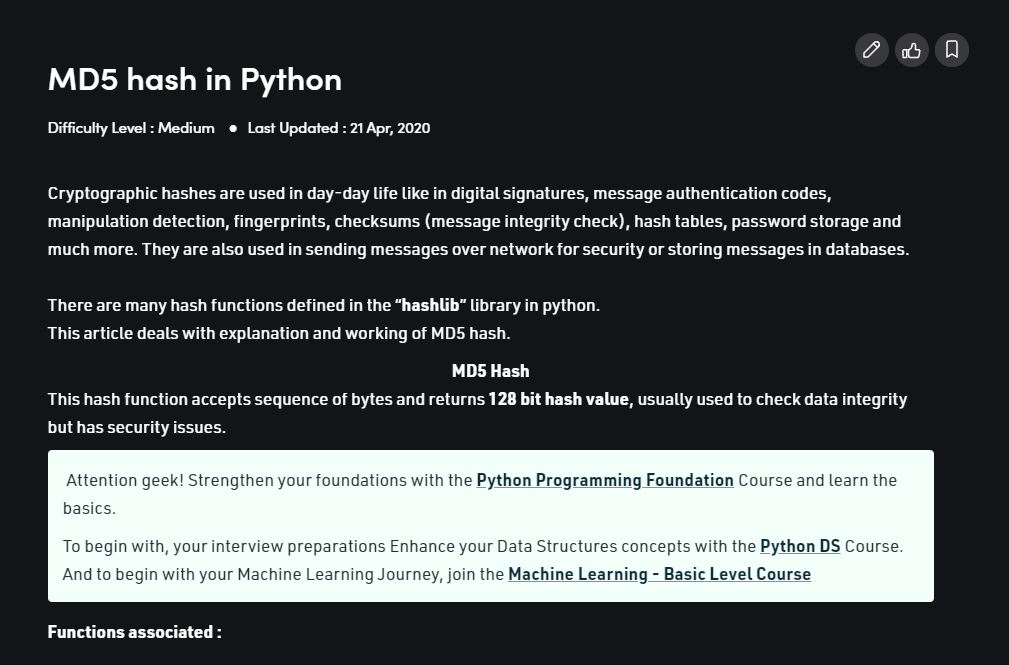 MD5 hash in Python
Difficulty Level : Medium ● Last Updated : 21 Apr, 2020
Cryptographic hashes are used in day-day life like in digital signatures, message authentication codes,
manipulation detection, fingerprints, checksums (message integrity check), hash tables, password storage and
much more. They are also used in sending messages over network for security or storing messages in databases.
There are many hash functions defined in the “hashlib” library in python.
This article deals with explanation and working of MD5 hash.
MD5 Hash
This hash function accepts sequence of bytes and returns 128 bit hash value, usually used to check data integrity
but has security issues.
Attention geek! Strengthen your foundations with the Python Programming Foundation Course and learn the
basics.
To begin with, your interview preparations Enhance your Data Structures concepts with the Python DS Course.
And to begin with your Machine Learning Journey, join the Machine Learning - Basic Level Course
Functions associated :